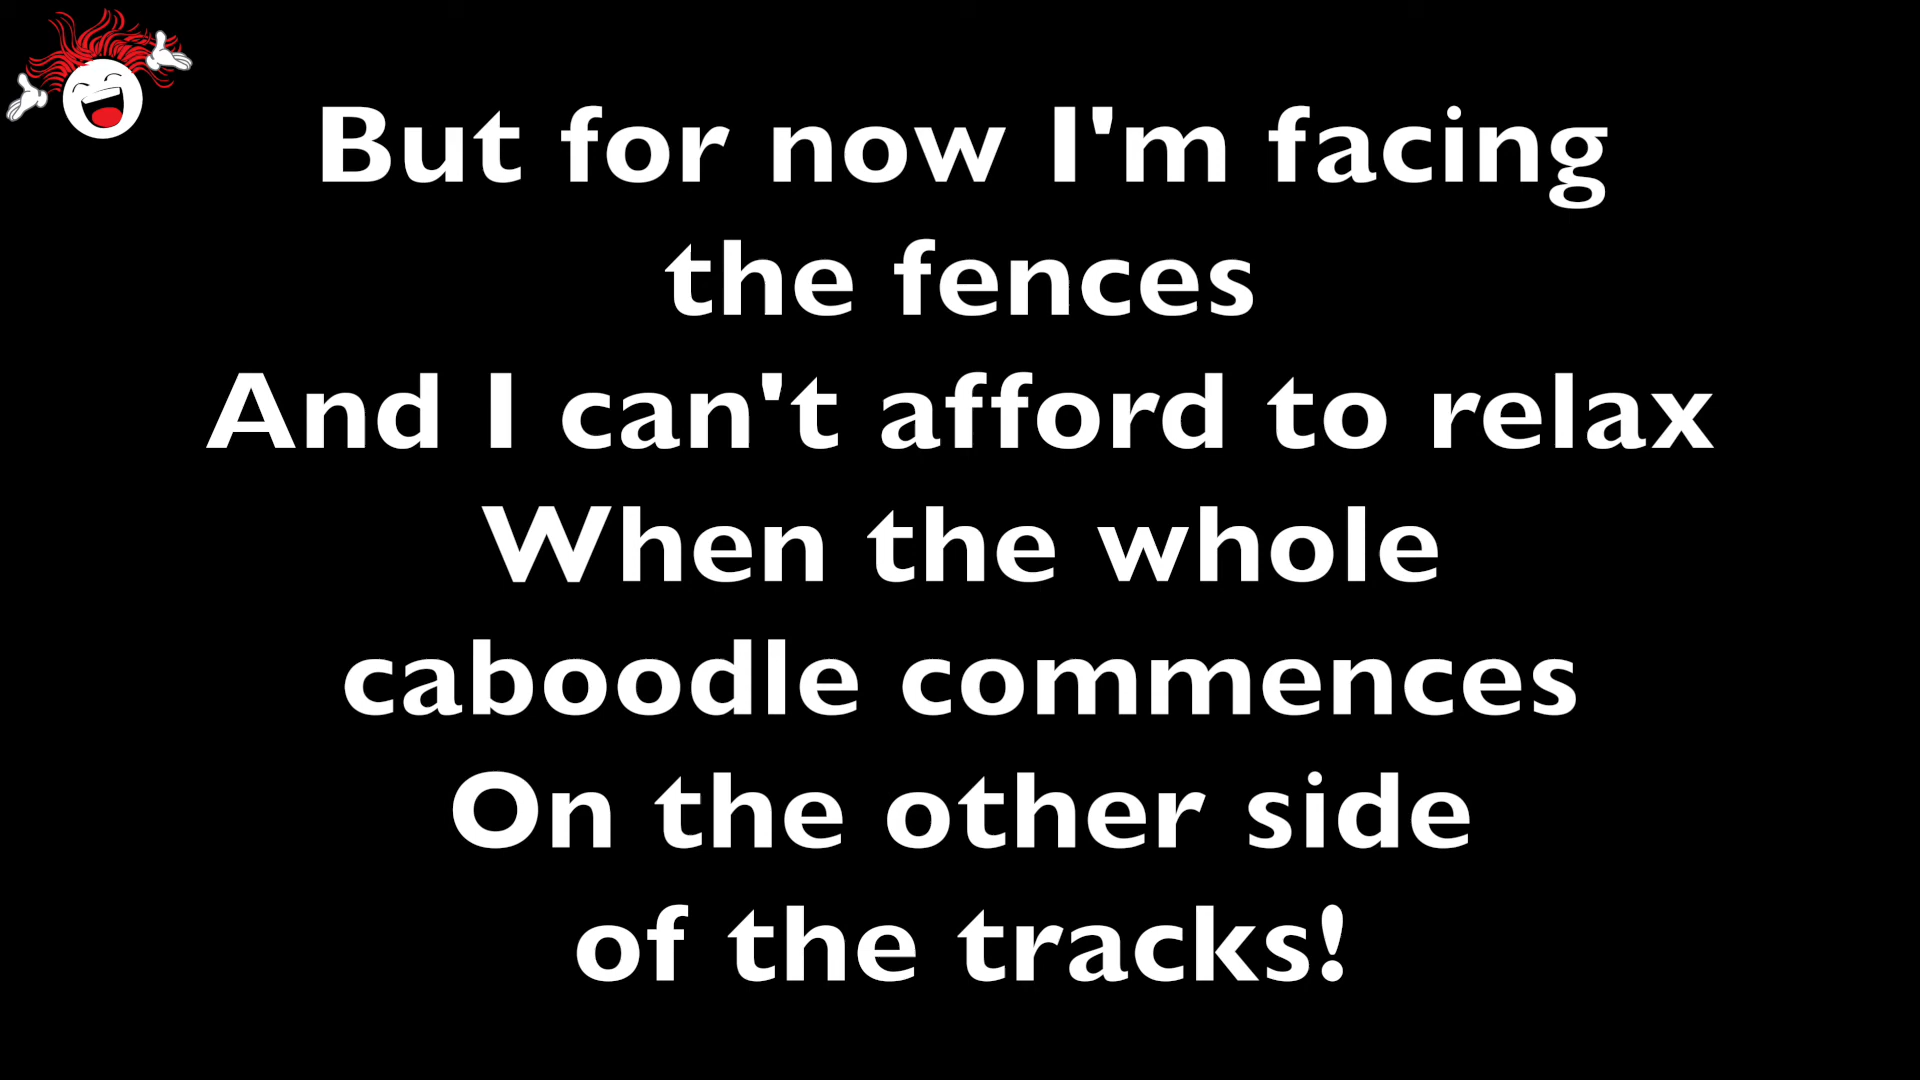 But for now I'm facing
the fences
And I can't afford to relax
When the whole
caboodle commences
On the other side
of the tracks!